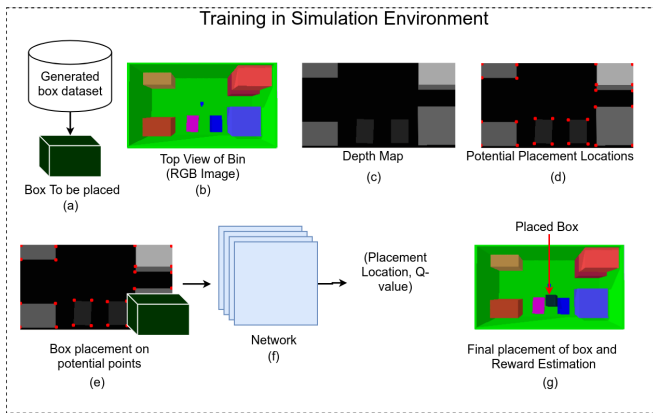 Training in Simulation Environment
Generated
box dataset
Box To be placed
(a)
Top View of Bin
(RGB Image)
(b)
Depth Map
(c)
Potential Placement Locations
(d)
Box placement on
potential points
(e)
Network
(f)
(Placement
Location, Q-
value)
Placed Box
Final placement of box and
Reward Estimation
(g)